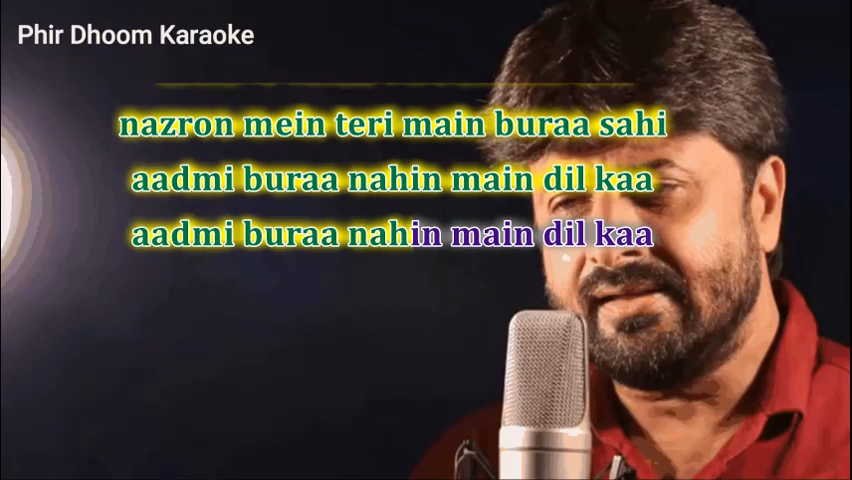 Phir Dhoom Karaoke
nazron mein teri main buraa sahi
aadmi buraa nahin main dil kaa
aadmi buraa nahin main dil kaa